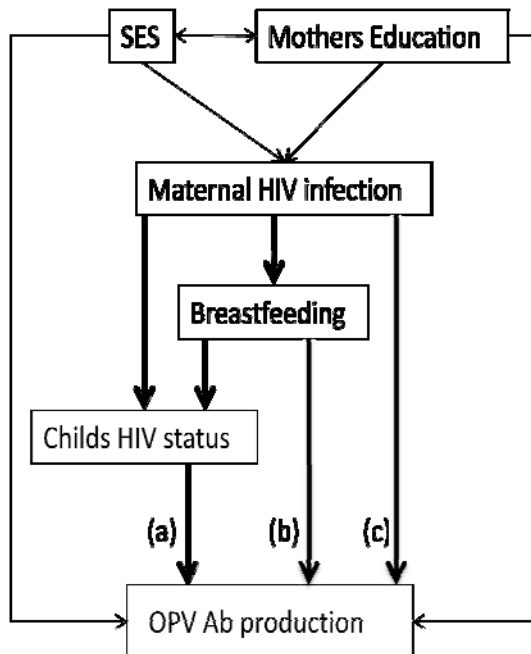 SES
Mothers Education
Maternal HIV infection
Breastfeeding
Childs HIV status
(a)
(b)
(c)
OPV Ab production